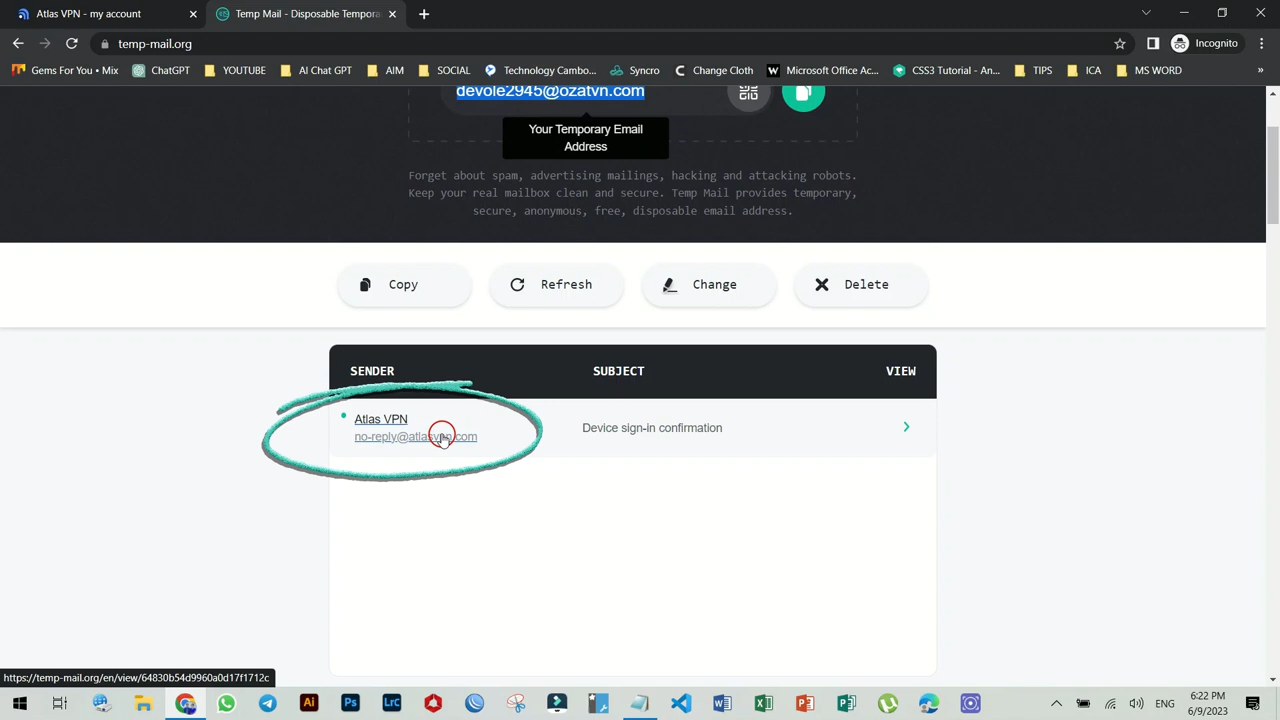 Atlas VPN - my account
Temp Mail - Disposable Tempora
temp-mail.org
Incognito
Gems For You • Mix
ChatGPT
YOUTUBE
AI Chat GPT
AIM
SOCIAL
Technology Cambo...
Syncro
Change Cloth
Microsoft Office Ac...
CSS3 Tutorial - An...
TIPS
ICA
MS WORD
»
devole2945@ozatvn.com
Your Temporary Email
Address
Forget about spam, advertising mailings, hacking and attacking robots.
Keep your real mailbox clean and secure. Temp Mail provides temporary,
secure, anonymous, free, disposable email address.
Copy
Refresh
Change
Delete
SENDER
SUBJECT
VIEW
Atlas VPN
no-reply@atlasvpn.com
Device sign-in confirmation
https://temp-mail.org/en/view/64830b54d9960a0d17f1712c
Ai
Ps
Lrc
ENG
6:22 PM
6/9/2023